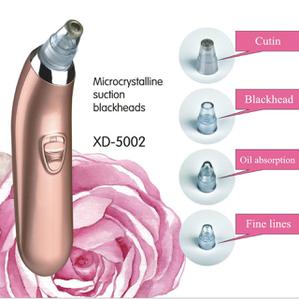 Microcrystalline
suction
blackheads
XD-5002
Cutin
Blackhead
Oil absorption
Fine lines